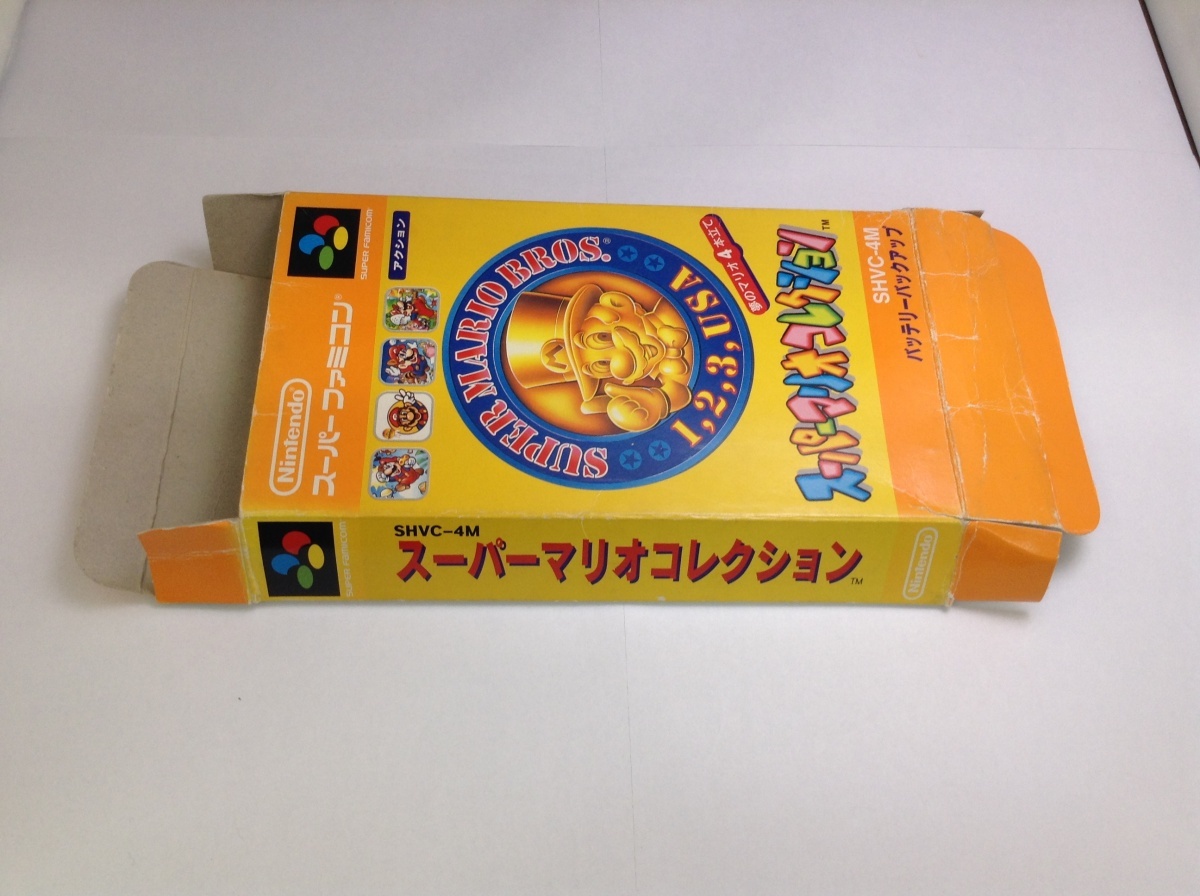 SUPER FAMICOM
Nintendo®
スーパーファミコン®
アクション
SUPER MARIO BROS.®
1, 2, 3, USA
夢のマリオ4本立て
スーパーマリオコレクション™
SHVC-4M
バッテリーバックアップ
SUPER FAMICOM
SHVC-4M
スーパーマリオコレクション™
Nintendo